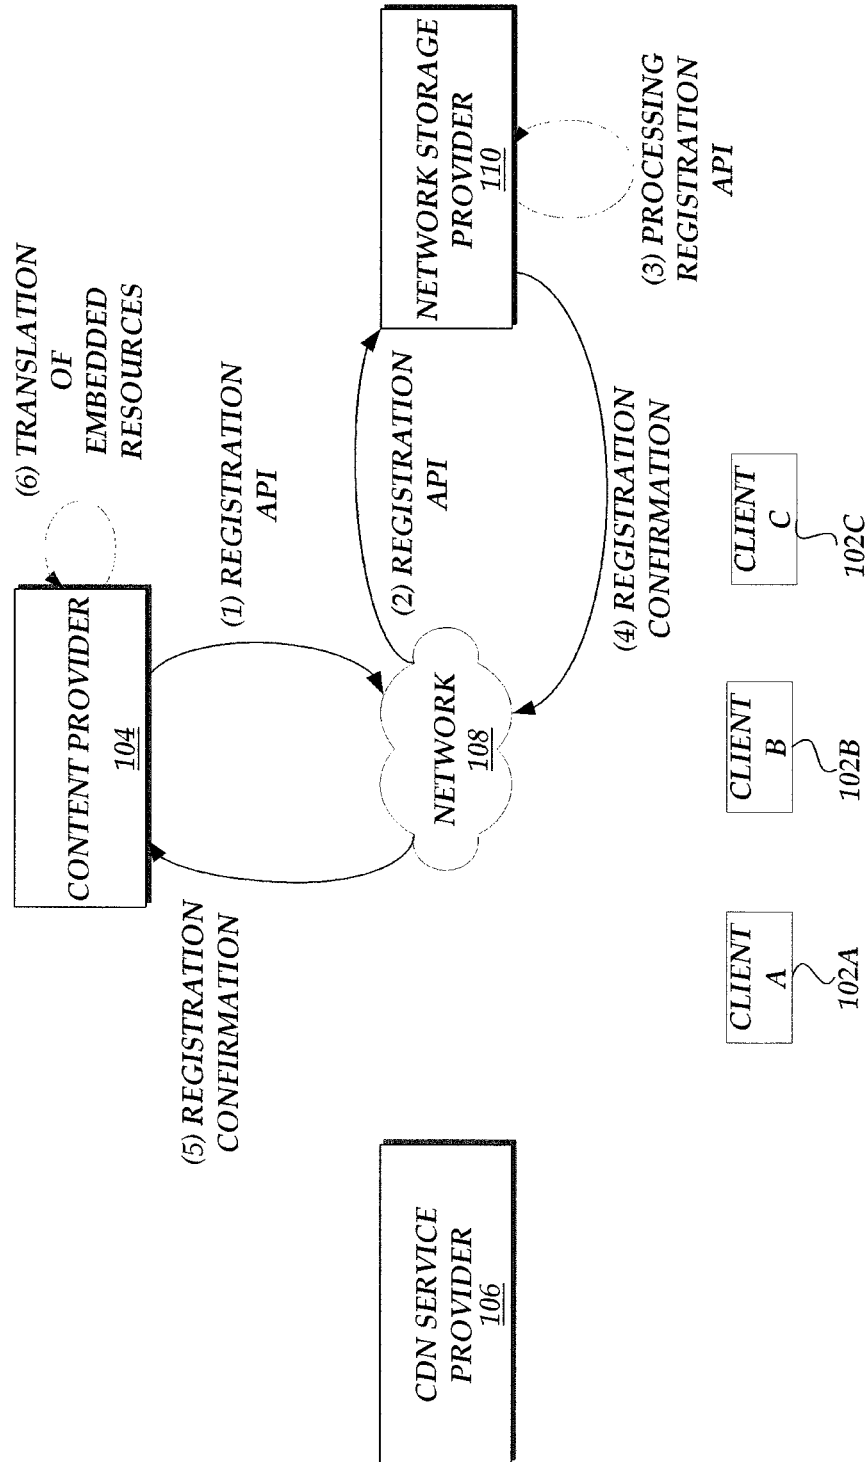 (6) TRANSLATION
OF
EMBEDDED
RESOURCES
CONTENT PROVIDER
104
(1) REGISTRATION
API
(5) REGISTRATION
CONFIRMATION
CDN SERVICE
PROVIDER
106
NETWORK
108
(2) REGISTRATION
API
NETWORK STORAGE
PROVIDER
110
(4) REGISTRATION
CONFIRMATION
(3) PROCESSING
REGISTRATION
API
CLIENT
A
102A
CLIENT
B
102B
CLIENT
C
102C